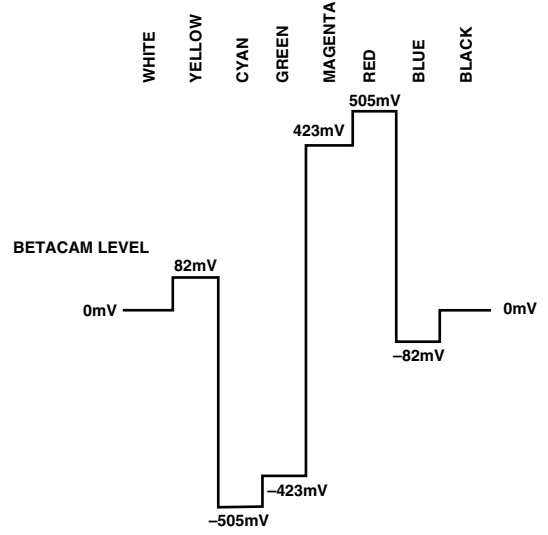 WHITE
YELLOW
CYAN
GREEN
MAGENTA
RED
BLUE
BLACK
505mV
423mV
BETACAM LEVEL
82mV
0mV
0mV
–82mV
–423mV
–505mV